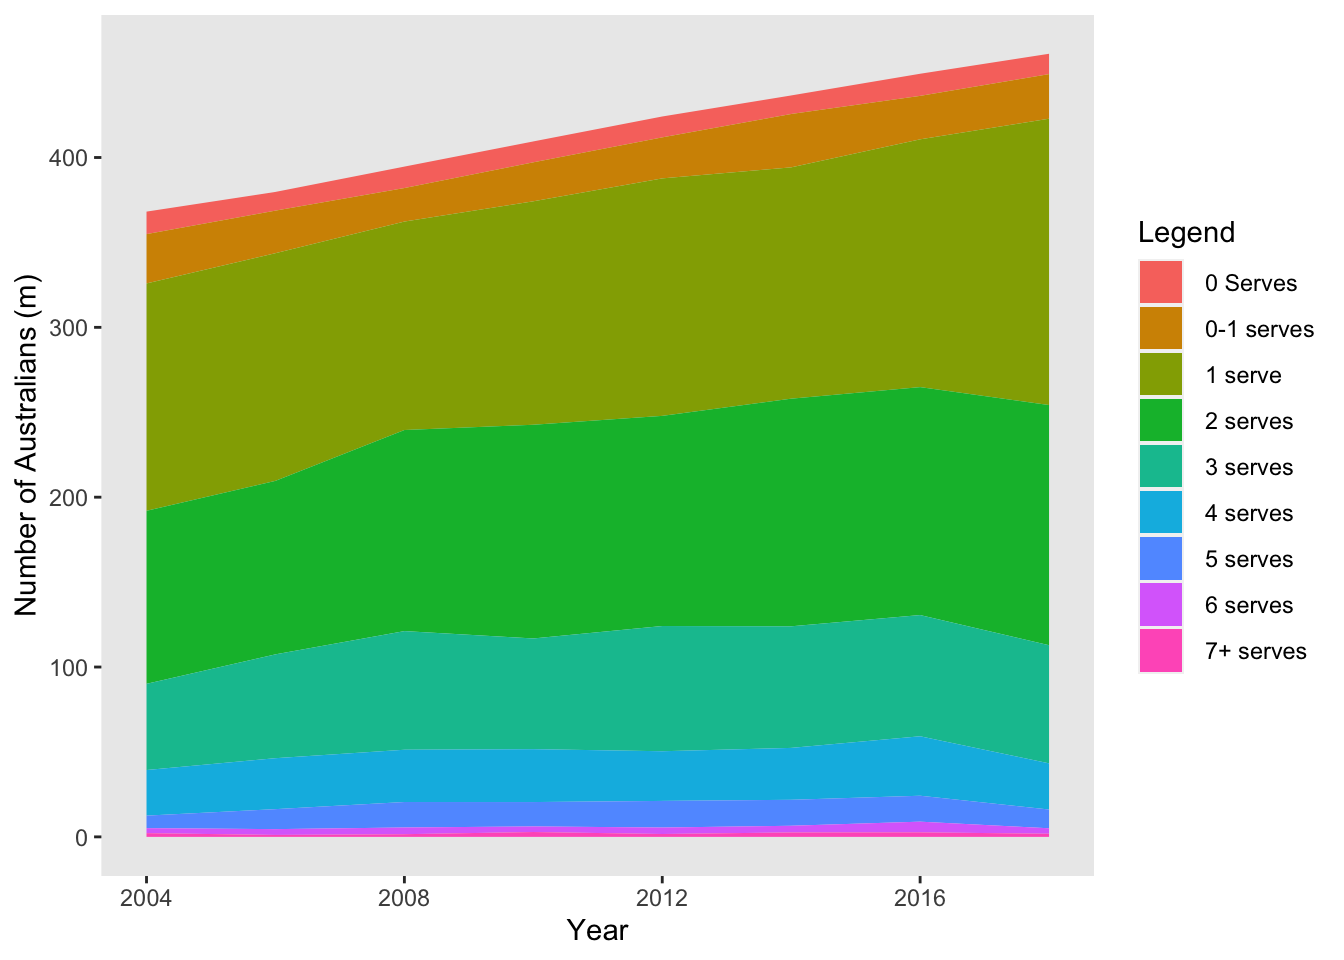 Number of Australians (m)
400
300
200
100
0
2004 2008 2012 2016
Year
Legend
0 Serves
0-1 serves
1 serve
2 serves
3 serves
4 serves
5 serves
6 serves
7+ serves